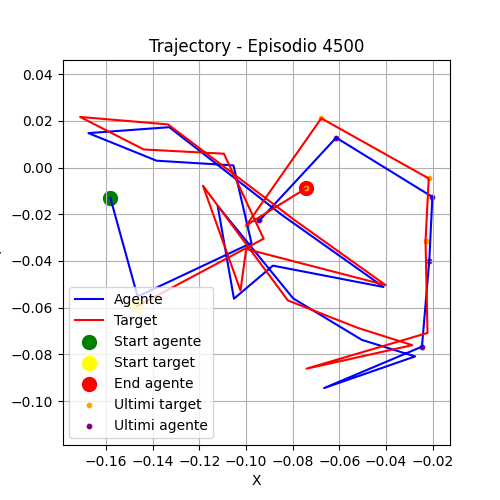 Trajectory - Episodio 4500
0.04
0.02
0.00
−0.02
−0.04
−0.06
−0.08
−0.10
Agente
Target
Start agente
Start target
End agente
Ultimi target
Ultimi agente
−0.16 −0.14 −0.12 −0.10 −0.08 −0.06 −0.04 −0.02
X